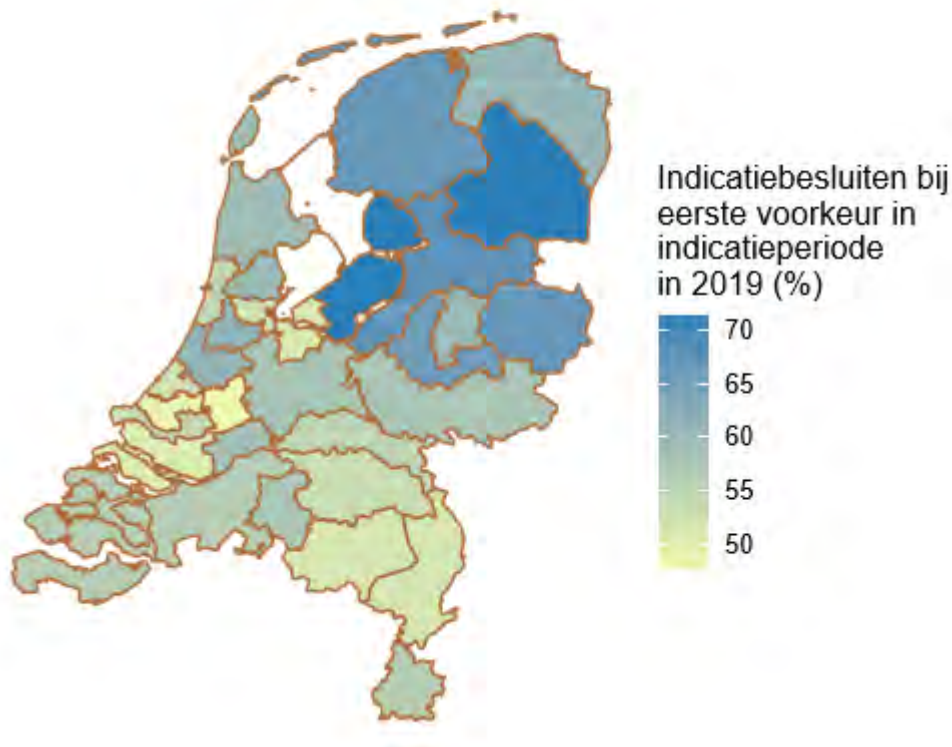 Indicatiebesluiten bij
eerste voorkeur in
indicatieperiode
in 2019 (%)
70
65
60
55
50